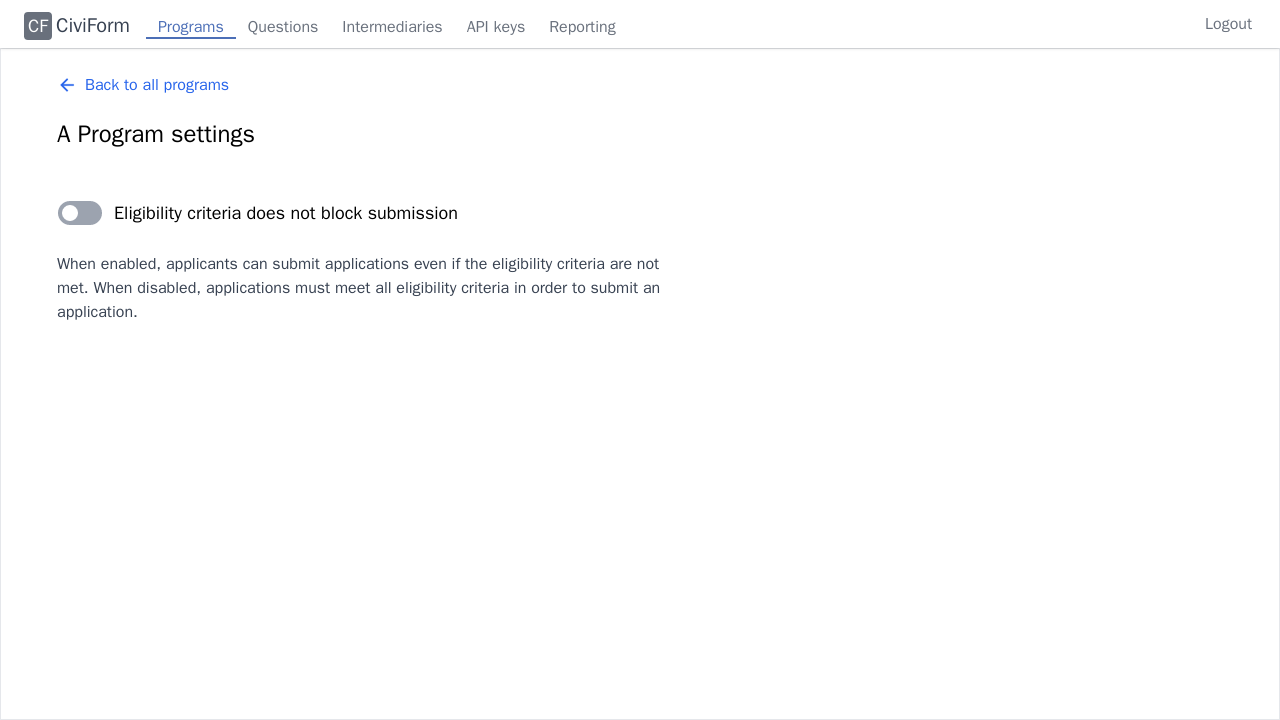 CF CiviForm Programs Questions Intermediaries API keys Reporting Logout
Back to all programs
A Program settings
Eligibility criteria does not block submission
When enabled, applicants can submit applications even if the eligibility criteria are not
met. When disabled, applications must meet all eligibility criteria in order to submit an
application.